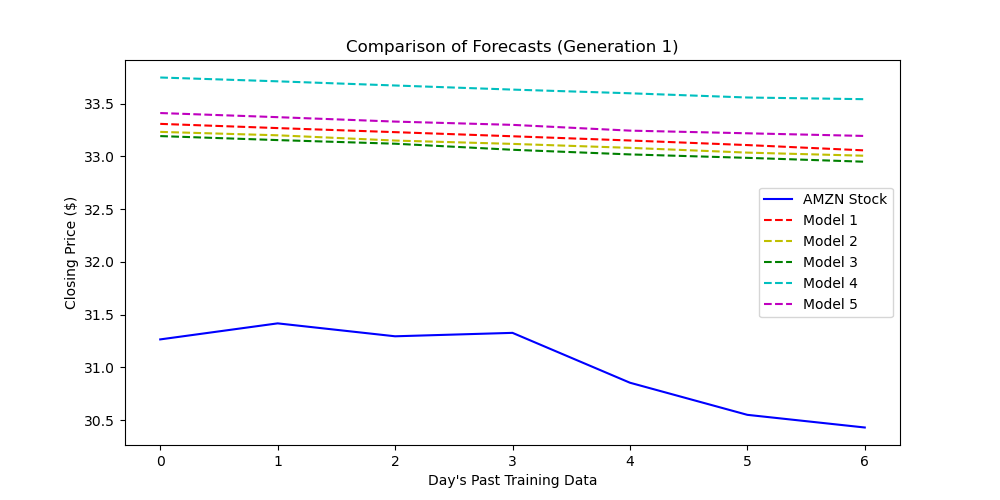 Comparison of Forecasts (Generation 1)
Closing Price ($)
33.5
33.0
32.5
32.0
31.5
31.0
30.5
AMZN Stock
Model 1
Model 2
Model 3
Model 4
Model 5
0 1 2 3 4 5 6
Day's Past Training Data